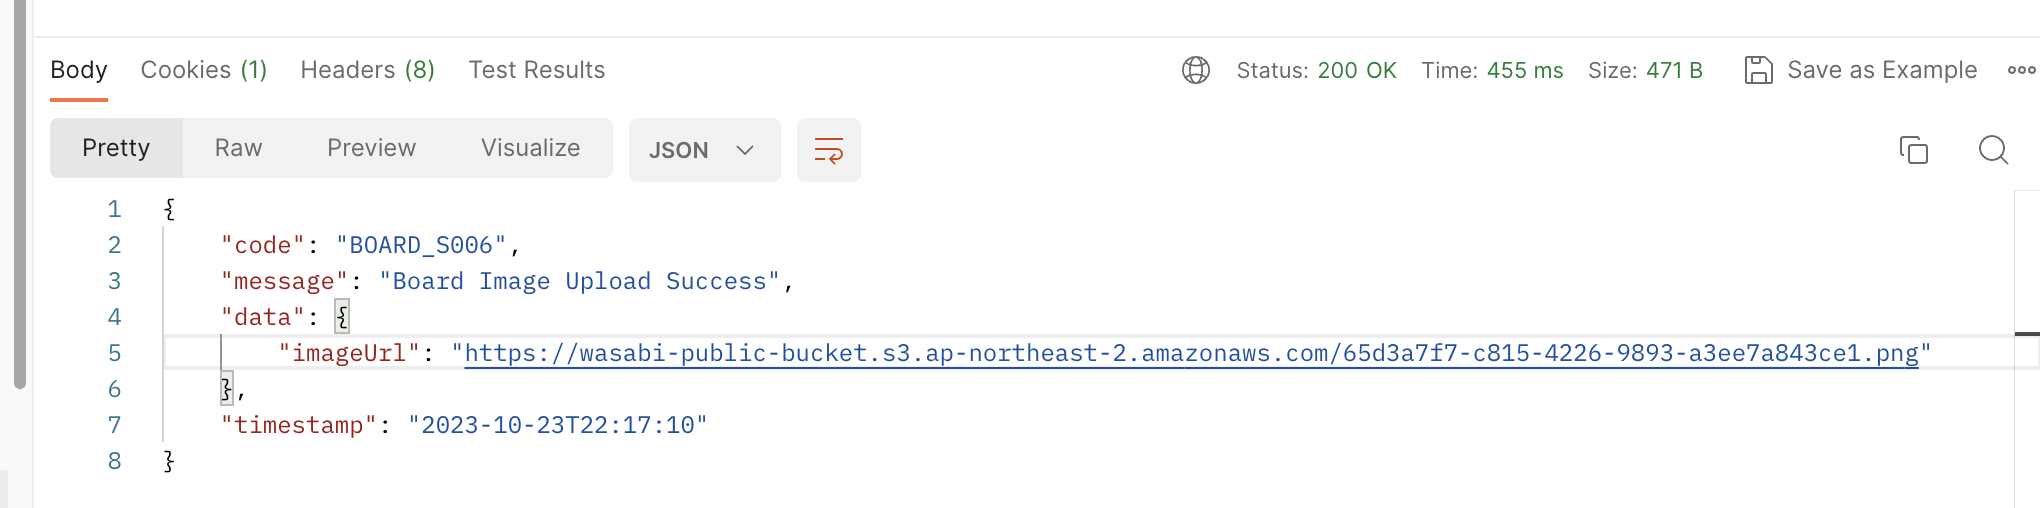 Body Cookies (1) Headers (8) Test Results Status: 200 OK Time: 455 ms Size: 471 B Save as Example
Pretty Raw Preview Visualize JSON
1 {
2 "code": "BOARD_S006",
3 "message": "Board Image Upload Success",
4 "data": {
5 "imageUrl": "https://wasabi-public-bucket.s3.ap-northeast-2.amazonaws.com/65d3a7f7-c815-4226-9893-a3ee7a843ce1.png"
6 },
7 "timestamp": "2023-10-23T22:17:10"
8 }